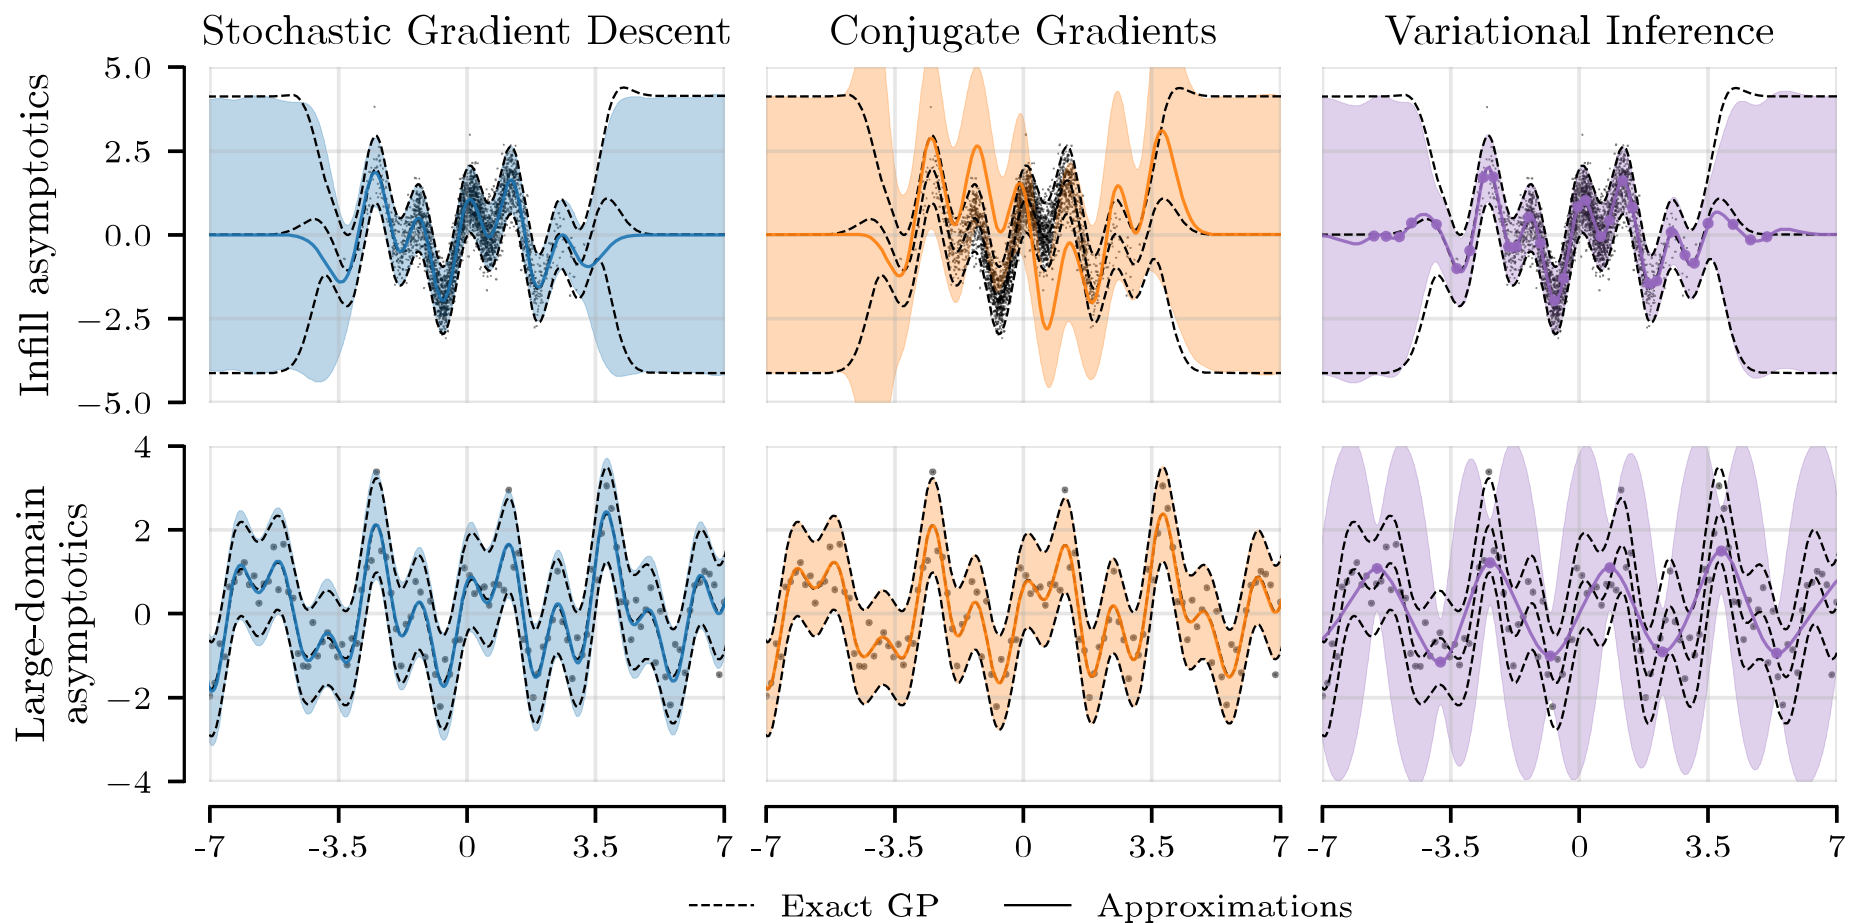 Stochastic Gradient Descent
Conjugate Gradients
Variational Inference
Infill asymptotics
5.0
2.5
0.0
−2.5
−5.0
Large-domain
asymptotics
4
2
0
−2
−4
-7 -3.5 0 3.5 7
-7 -3.5 0 3.5 7
-7 -3.5 0 3.5 7
Exact GP
Approximations